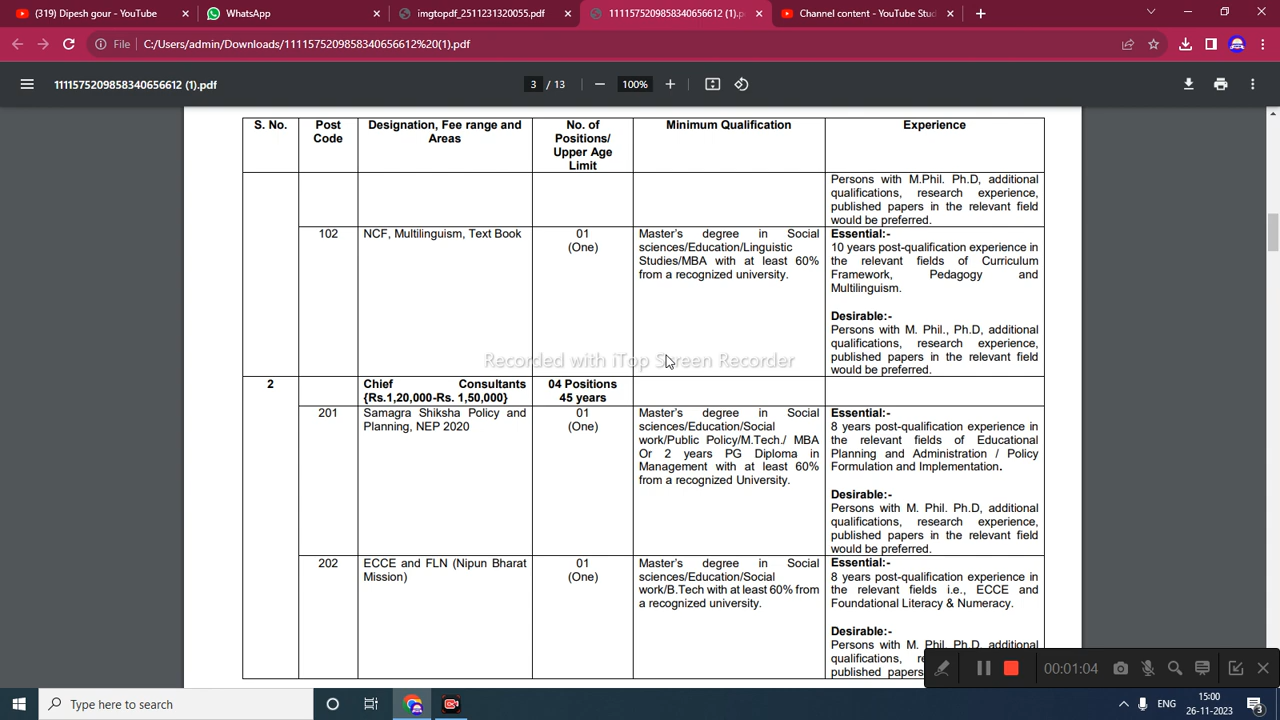 (319) Dipesh gour - YouTube
WhatsApp
imgtopdf_2511231320055.pdf
1111575209858340656612 (1).p
Channel content - YouTube Stud
File
C:/Users/admin/Downloads/1111575209858340656612%20(1).pdf
1111575209858340656612 (1).pdf
3 / 13
100%
S. No.
Post
Code
Designation, Fee range and
Areas
No. of
Positions/
Upper Age
Limit
Minimum Qualification
Experience
Persons with M.Phil. Ph.D, additional
qualifications, research experience,
published papers in the relevant field
would be preferred.
102
NCF, Multilinguism, Text Book
01
(One)
Master's degree in Social
sciences/Education/Linguistic
Studies/MBA with at least 60%
from a recognized university.
Essential:-
10 years post-qualification experience in
the relevant fields of Curriculum
Framework, Pedagogy and
Multilinguism.
Desirable:-
Persons with M. Phil., Ph.D, additional
qualifications, research experience,
published papers in the relevant field
would be preferred.
Recorded with iTop Screen Recorder
2
Chief Consultants
{Rs.1,20,000-Rs. 1,50,000}
04 Positions
45 years
201
Samagra Shiksha Policy and
Planning, NEP 2020
01
(One)
Master's degree in Social
sciences/Education/Social
work/Public Policy/M.Tech./ MBA
Or 2 years PG Diploma in
Management with at least 60%
from a recognized University.
Essential:-
8 years post-qualification experience in
the relevant fields of Educational
Planning and Administration / Policy
Formulation and Implementation.
Desirable:-
Persons with M. Phil. Ph.D, additional
qualifications, research experience,
published papers in the relevant field
would be preferred.
202
ECCE and FLN (Nipun Bharat
Mission)
01
(One)
Master's degree in Social
sciences/Education/Social
work/B.Tech with at least 60% from
a recognized university.
Essential:-
8 years post-qualification experience in
the relevant fields i.e., ECCE and
Foundational Literacy & Numeracy.
Desirable:-
Persons with M. Phil. Ph.D, additional
qualifications,
published papers
00:01:04
Type here to search
ENG
15:00
26-11-2023
3